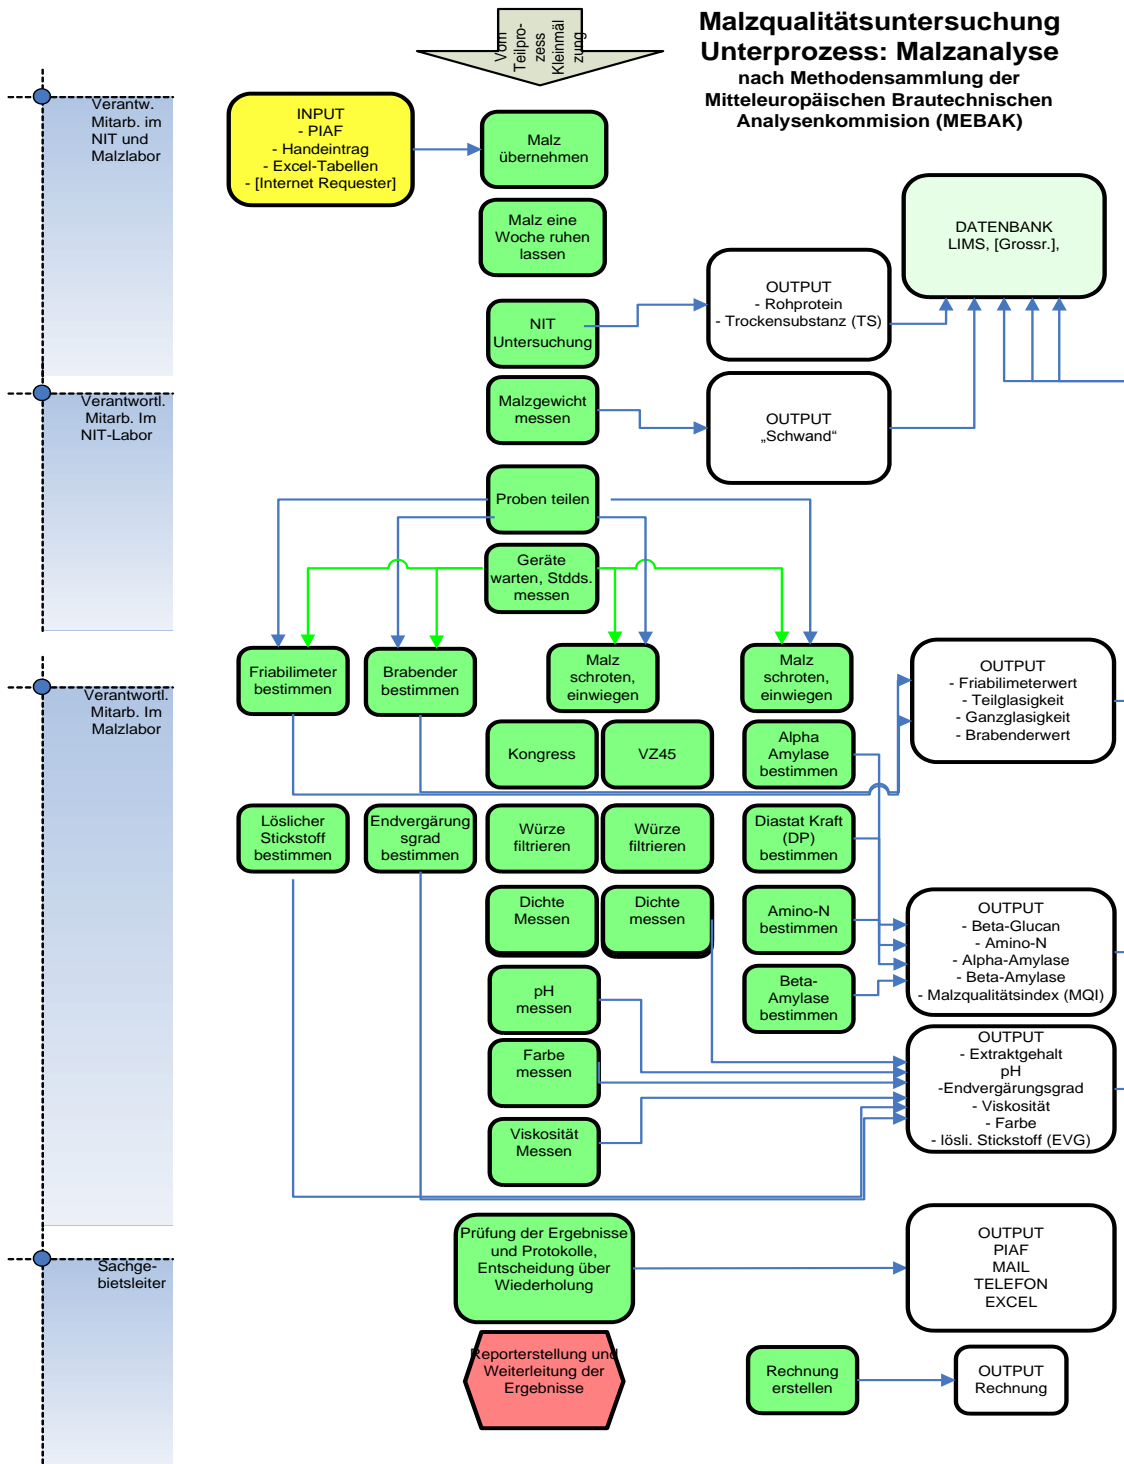 Vom
Teilpro-
zess
Kleinmäl
zung
Malzqualitätsuntersuchung
Unterprozess: Malzanalyse
nach Methodensammlung der
Mitteleuropäischen Brautechnischen
Analysenkommision (MEBAK)
Verantw.
Mitarb. im
NIT und
Malzlabor
INPUT
- PIAF
- Handeintrag
- Excel-Tabellen
- [Internet Requester]
Malz
übernehmen
Malz eine
Woche ruhen
lassen
DATENBANK
LIMS, [Grossr.],
OUTPUT
- Rohprotein
- Trockensubstanz (TS)
NIT
Untersuchung
Verantwortl.
Mitarb. Im
NIT-Labor
Malzgewicht
messen
OUTPUT
„Schwand“
Proben teilen
Geräte
warten, Stdds.
messen
Verantwortl.
Mitarb. Im
Malzlabor
Friabilimeter
bestimmen
Brabender
bestimmen
Malz
schroten,
einwiegen
Malz
schroten,
einwiegen
OUTPUT
- Friabilimeterwert
- Teilglasigkeit
- Ganzglasigkeit
- Brabenderwert
Kongress
VZ45
Alpha
Amylase
bestimmen
Löslicher
Stickstoff
bestimmen
Endvergärung
sgrad
bestimmen
Würze
filtrieren
Würze
filtrieren
Diastat Kraft
(DP)
bestimmen
Dichte
Messen
Dichte
messen
Amino-N
bestimmen
OUTPUT
- Beta-Glucan
- Amino-N
- Alpha-Amylase
- Beta-Amylase
- Malzqualitätsindex (MQI)
pH
messen
Beta-
Amylase
bestimmen
Farbe
messen
OUTPUT
- Extraktgehalt
pH
-Endvergärungsgrad
- Viskosität
- Farbe
- lösli. Stickstoff (EVG)
Viskosität
Messen
Sachge-
bietsleiter
Prüfung der Ergebnisse
und Protokolle,
Entscheidung über
Wiederholung
OUTPUT
PIAF
MAIL
TELEFON
EXCEL
Reporterstellung und
Weiterleitung der
Ergebnisse
Rechnung
erstellen
OUTPUT
Rechnung